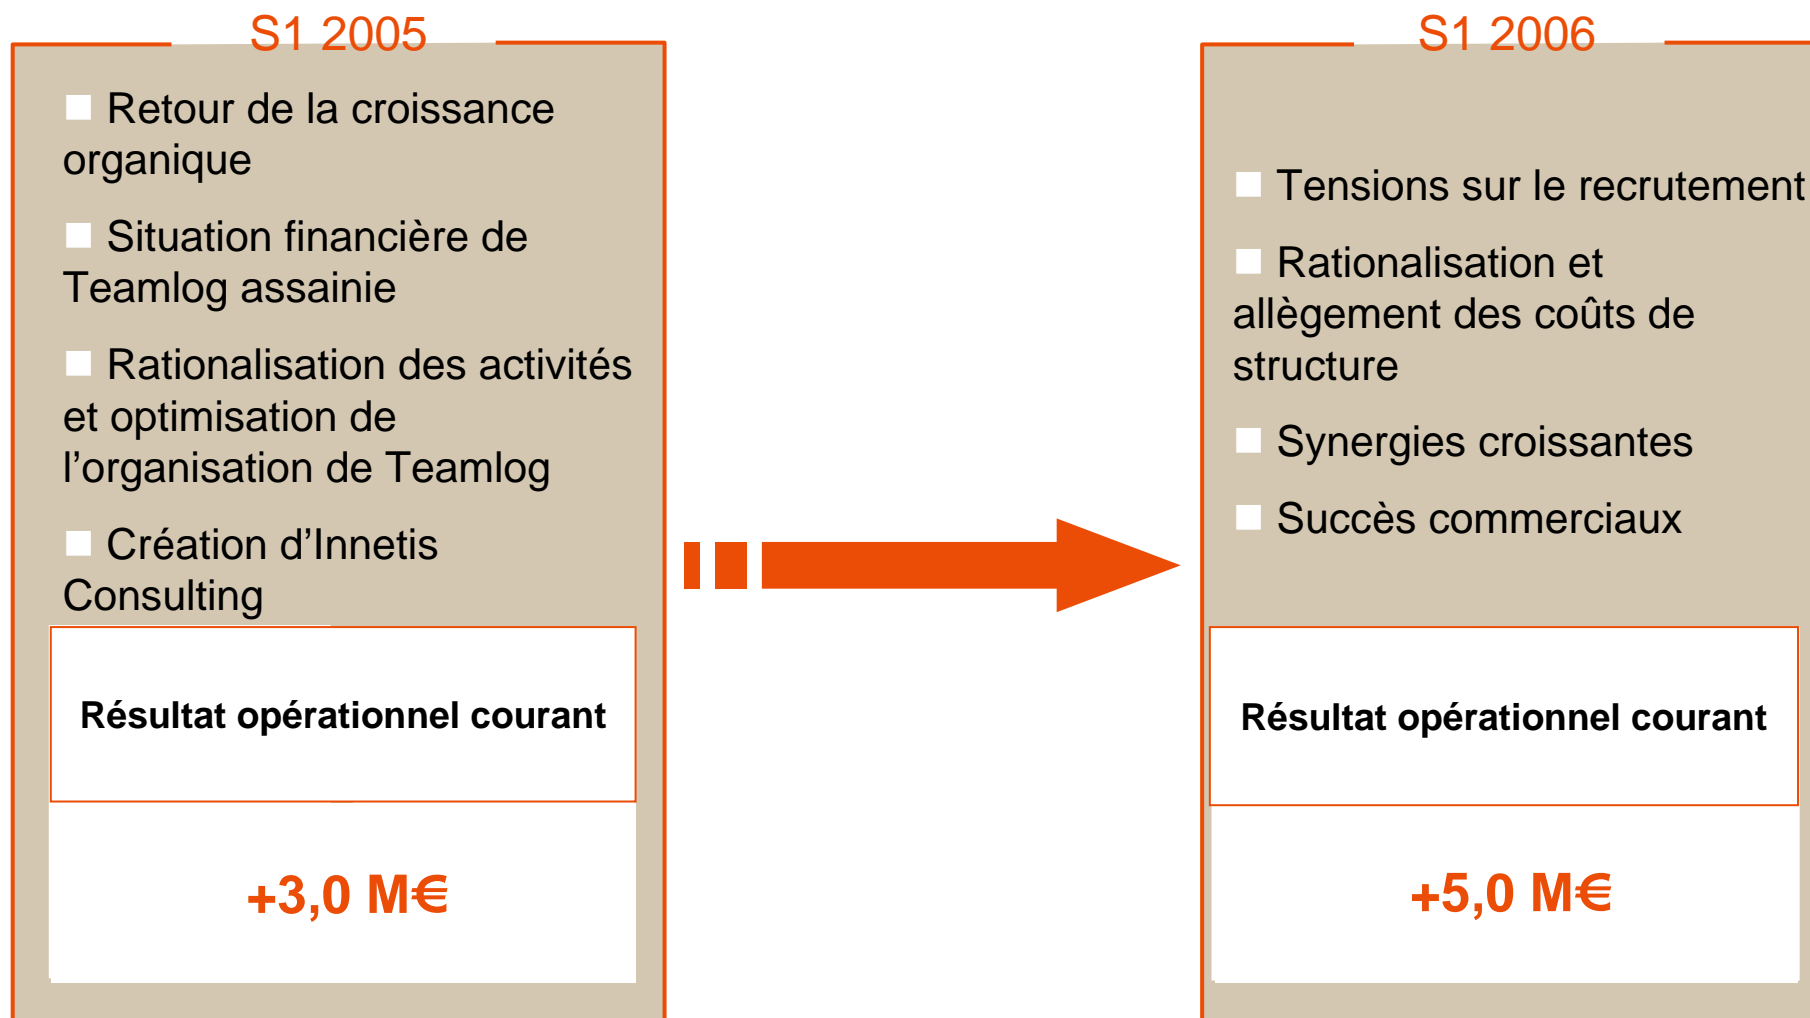 S1 2005
Retour de la croissance
organique
Situation financière de
Teamlog assainie
Rationalisation des activités
et optimisation de
l’organisation de Teamlog
Création d’Innetis
Consulting
Résultat opérationnel courant
+3,0 M€
S1 2006
Tensions sur le recrutement
Rationalisation et
allègement des coûts de
structure
Synergies croissantes
Succès commerciaux
Résultat opérationnel courant
+5,0 M€